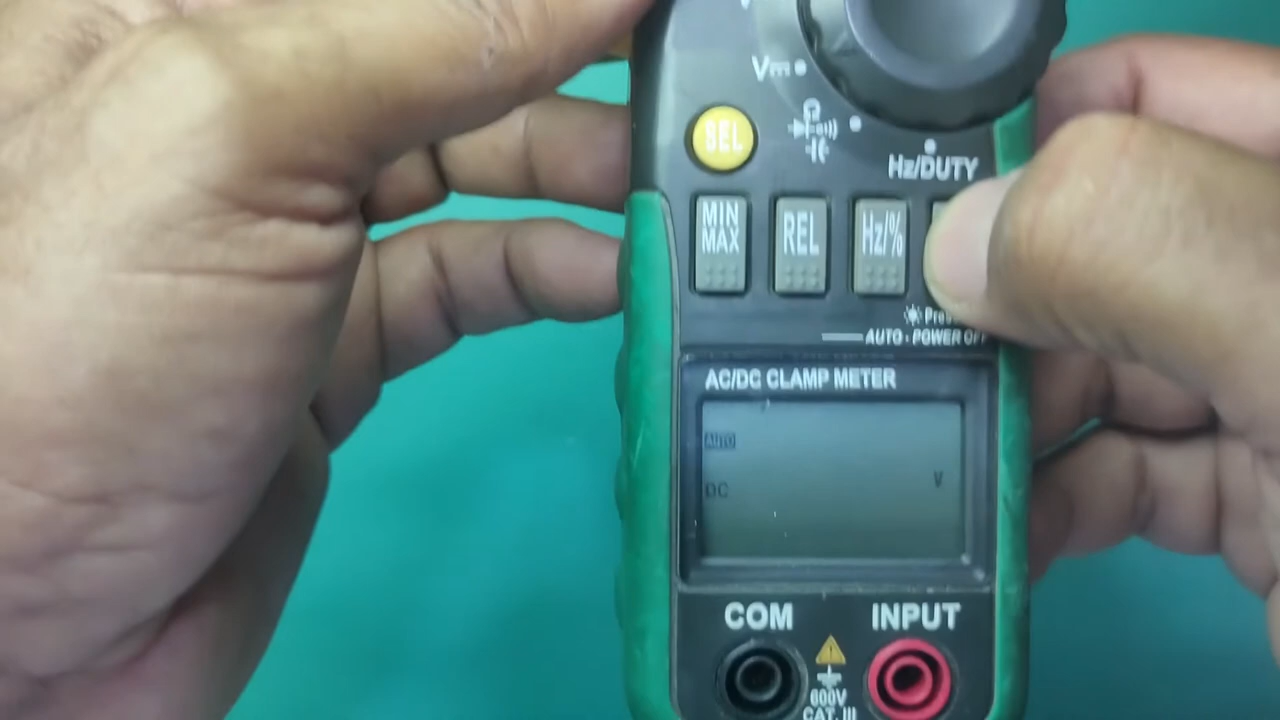 V
SEL
Ω
Hz/DUTY
MIN
MAX
REL
Hz/%
AUTO - POWER OFF
AC/DC CLAMP METER
AUTO
DC
V
COM
INPUT
600V
CAT. III